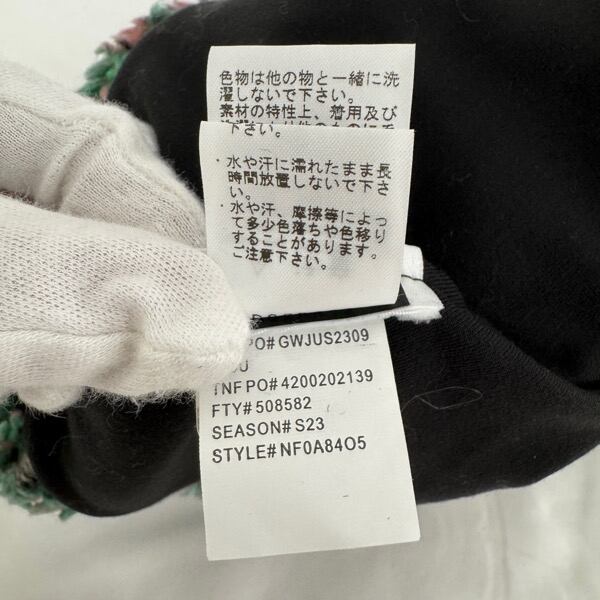 色物は他の物と一緒に洗
濯しないで下さい。
素材の特性上、着用及び
・水や汗に濡れたまま長
時間放置しないで下さ
い。
・水や汗、摩擦等によっ
て多少色落ちや色移り
することがあります。
ご注意下さい。
PO# GWJUS2309
TNFPO# 4200202139
FTY# 508582
SEASON# S23
STYLE# NF0A84O5